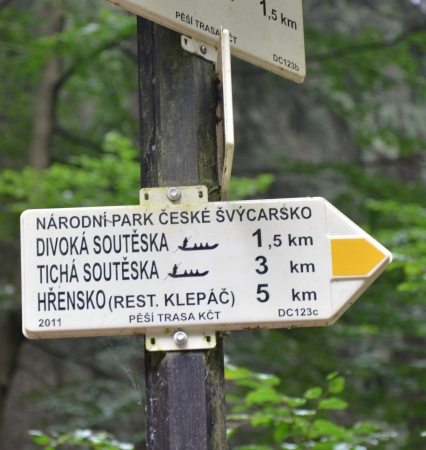 1,5 km
PĚŠÍ TRASA KČT
DC123b
NÁRODNÍ PARK ČESKÉ ŠVÝCARSKO
DIVOKÁ SOUTĚSKA 1,5 km
TICHÁ SOUTĚSKA 3 km
HŘENSKO (REST. KLEPÁČ) 5 km
2011 PĚŠÍ TRASA KČT DC123c